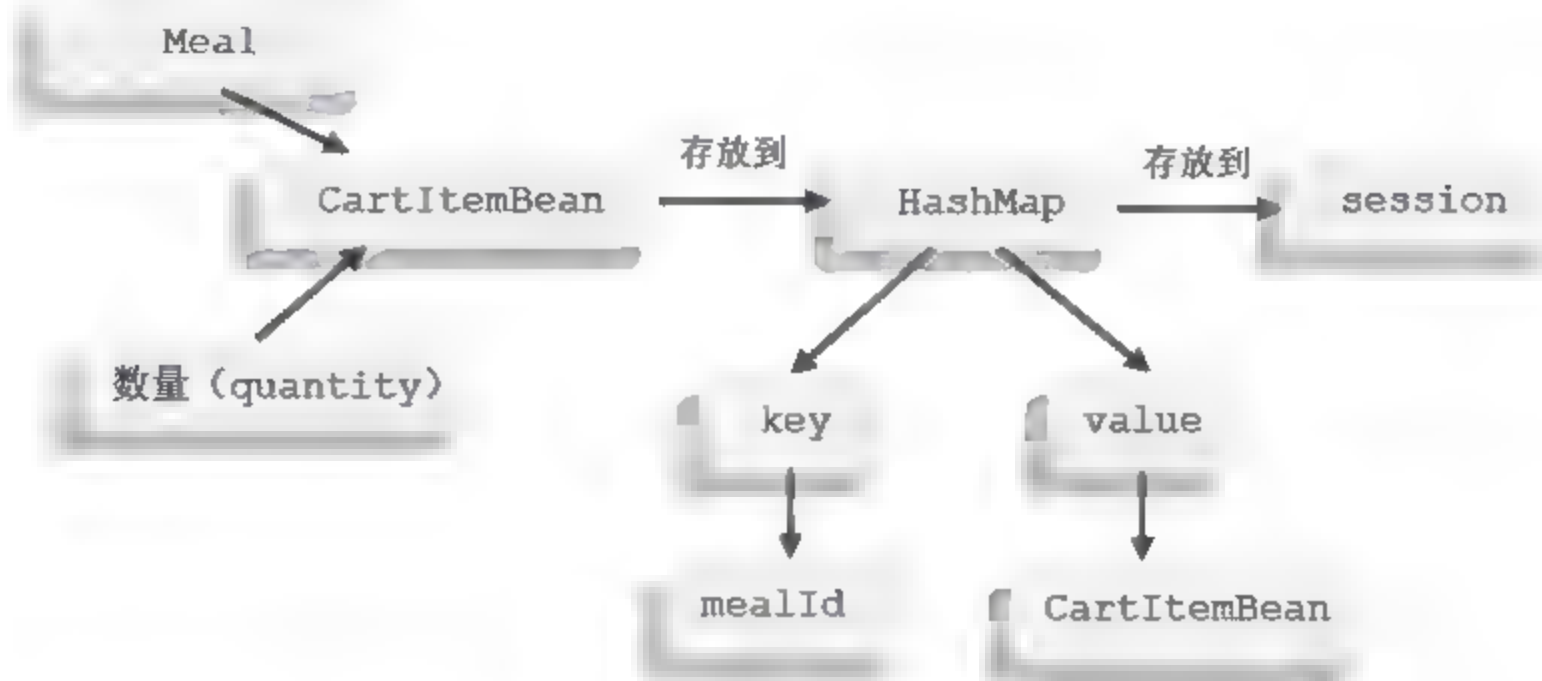 Meal
存放到
存放到
CartItemBean
HashMap
session
数量（quantity）
key
value
mealId
CartItemBean